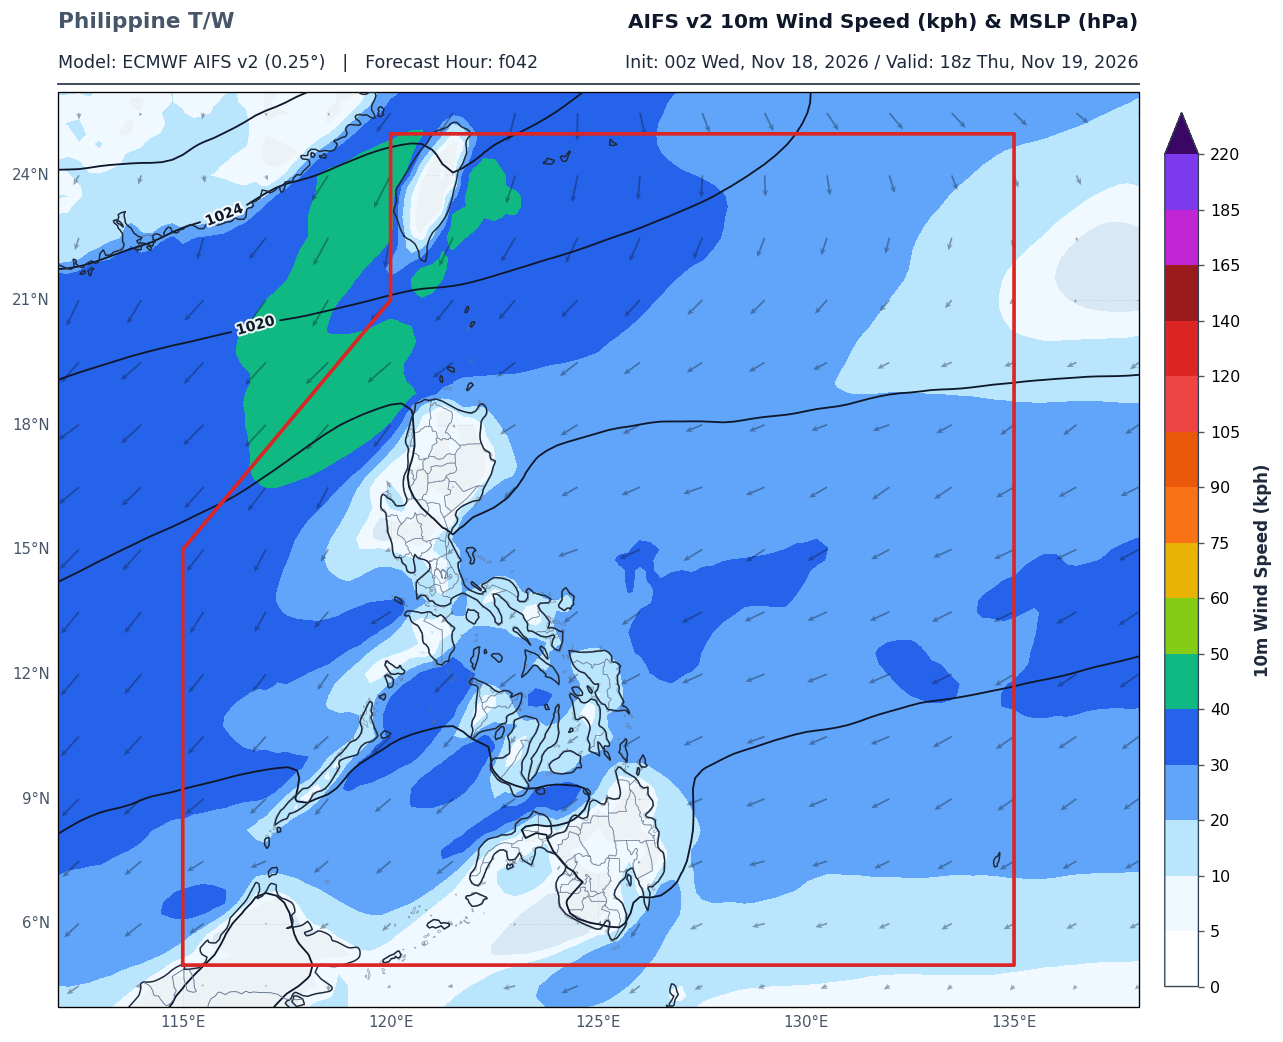 Philippine T/W
AIFS v2 10m Wind Speed (kph) & MSLP (hPa)
Model: ECMWF AIFS v2 (0.25°) | Forecast Hour: f042
Init: 00z Wed, Nov 18, 2026 / Valid: 18z Thu, Nov 19, 2026
24°N
21°N
18°N
15°N
12°N
9°N
6°N
1024
1020
115°E
120°E
125°E
130°E
135°E
220
185
165
140
120
105
90
75
60
50
40
30
20
10
5
0
10m Wind Speed (kph)